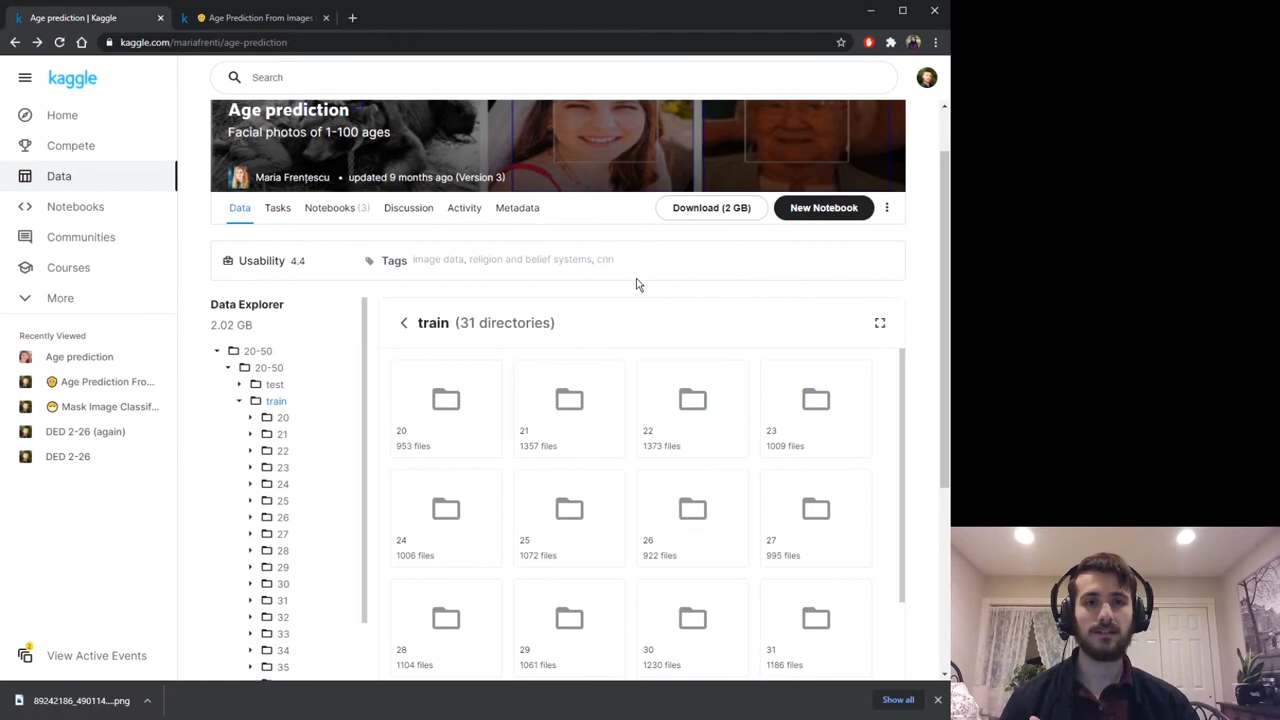 Age prediction | Kaggle
Age Prediction From Images
kaggle.com/mariafrenti/age-prediction
kaggle
Search
Home
Compete
Data
Notebooks
Communities
Courses
More
Recently Viewed
Age prediction
Age Prediction Fro...
Mask Image Classif...
DED 2-26 (again)
DED 2-26
View Active Events
Age prediction
Facial photos of 1-100 ages
Maria Frențescu • updated 9 months ago (Version 3)
Data Tasks Notebooks (3) Discussion Activity Metadata
Download (2 GB) New Notebook
Usability 4.4
Tags image data, religion and belief systems, cnn
Data Explorer
2.02 GB
20-50
20-50
test
train
20
21
22
23
24
25
26
27
28
29
30
31
32
33
34
35
train (31 directories)
20
953 files
21
1357 files
22
1373 files
23
1009 files
24
1006 files
25
1072 files
26
922 files
27
995 files
28
1104 files
29
1061 files
30
1230 files
31
1186 files
89242186_490114....png
Show all